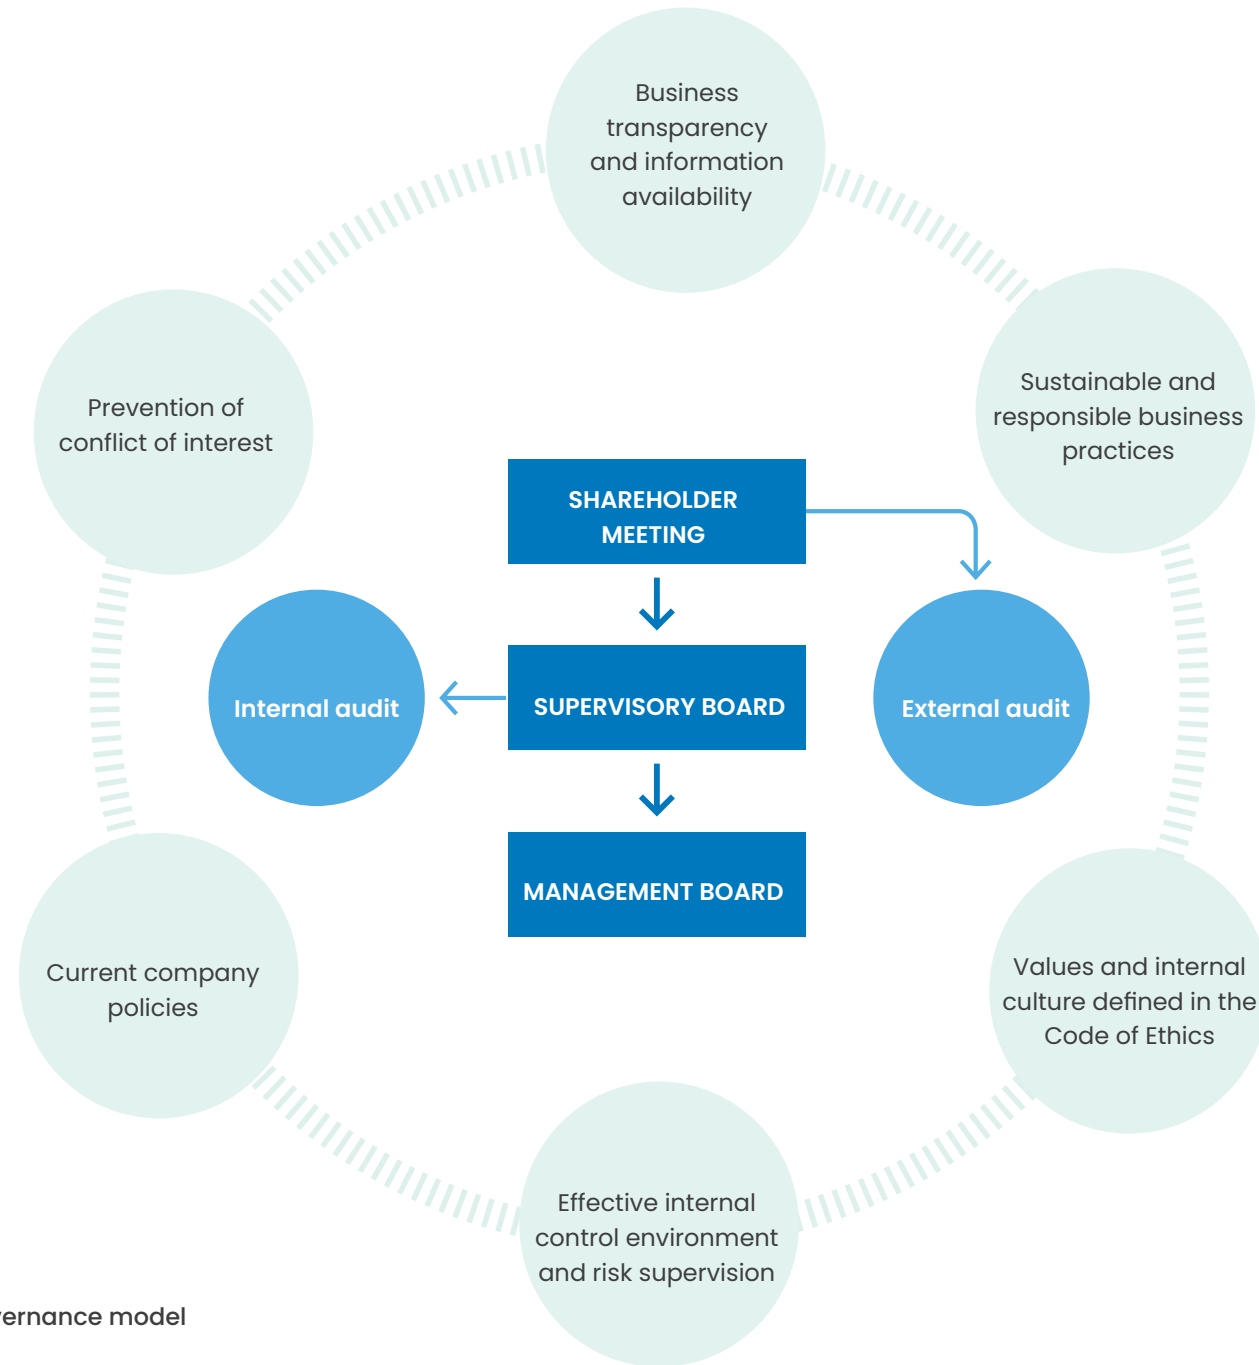 Business
transparency
and information
availability
Sustainable and
responsible business
practices
Prevention of
conflict of interest
SHAREHOLDER
MEETING
Internal audit
SUPERVISORY BOARD
External audit
MANAGEMENT BOARD
Current company
policies
Values and internal
culture defined in the
Code of Ethics
Effective internal
control environment
and risk supervision
vernance model